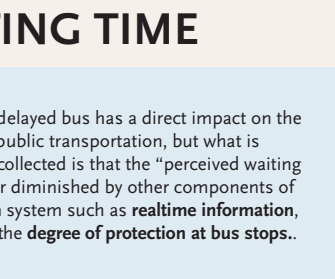 TING TIME
delayed bus has a direct impact on the
public transportation, but what is
collected is that the “perceived waiting
r diminished by other components of
system such as realtime information,
the degree of protection at bus stops..